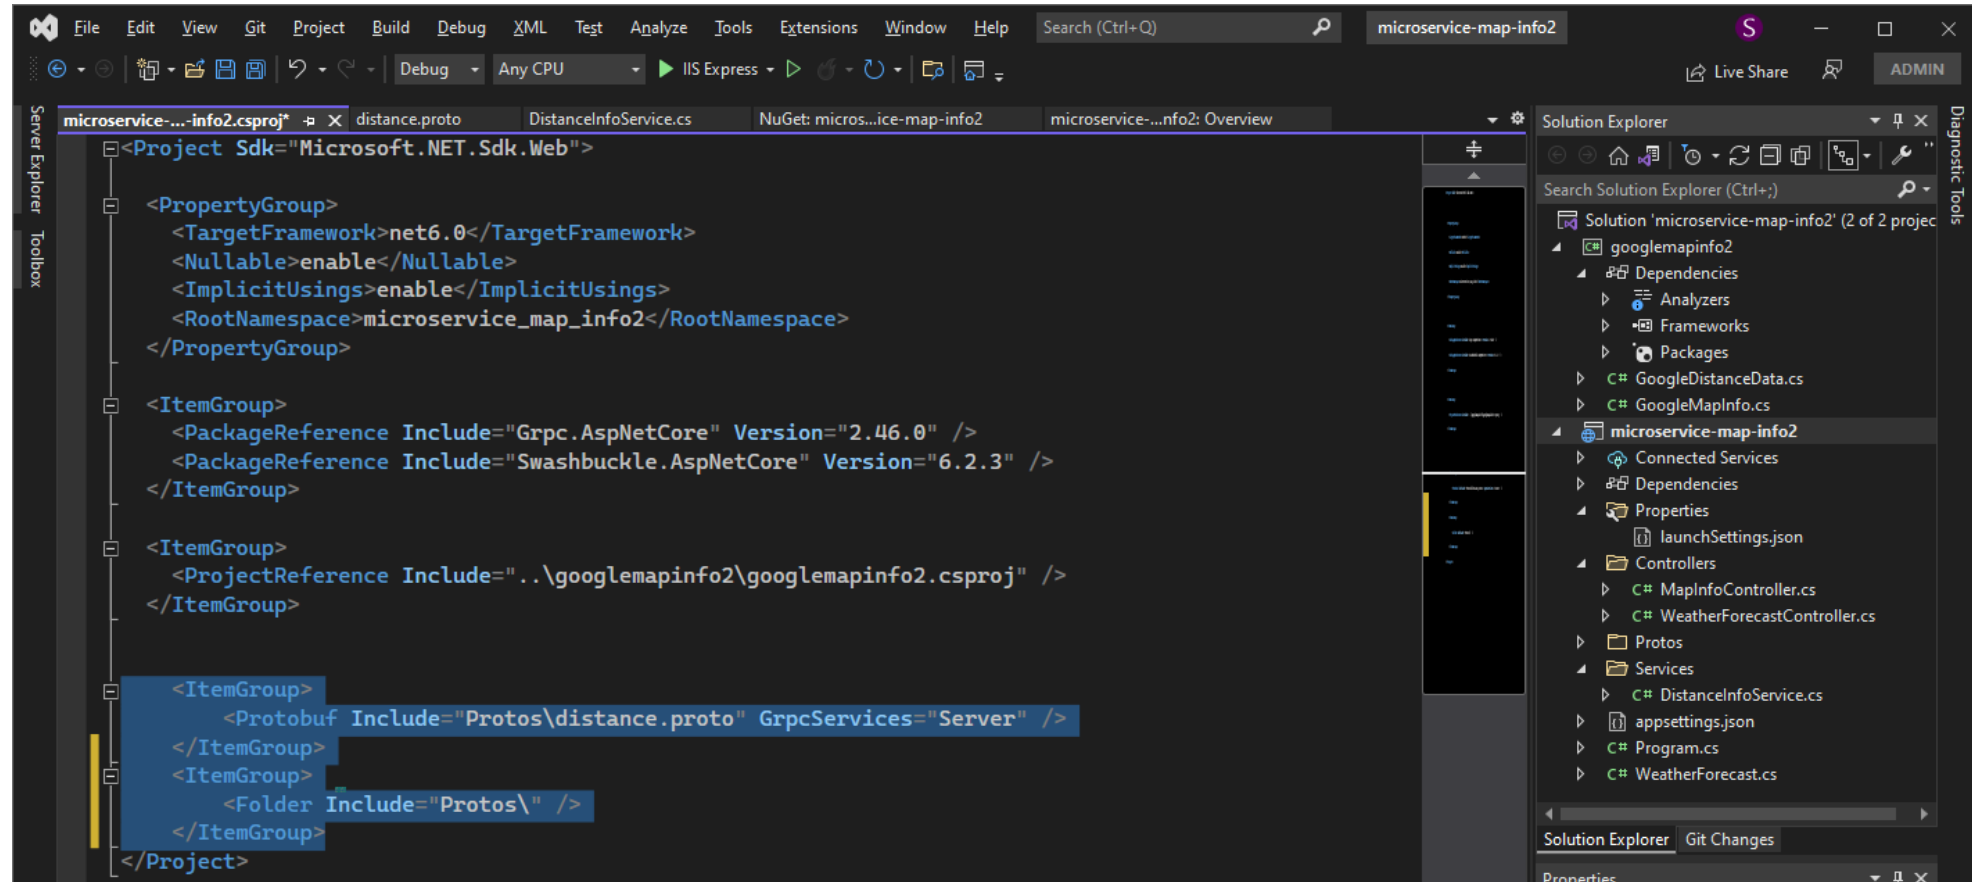 File Edit View Git Project Build Debug XML Test Analyze Tools Extensions Window Help Search (Ctrl+Q) microservice-map-info2 S
Debug Any CPU IIS Express Live Share ADMIN
Server Explorer
Toolbox
microservice-...-info2.csproj* distance.proto DistanceInfoService.cs NuGet: micros...ice-map-info2 microservice-...nfo2: Overview
<Project Sdk="Microsoft.NET.Sdk.Web">
<PropertyGroup>
<TargetFramework>net6.0</TargetFramework>
<Nullable>enable</Nullable>
<ImplicitUsings>enable</ImplicitUsings>
<RootNamespace>microservice_map_info2</RootNamespace>
</PropertyGroup>
<ItemGroup>
<PackageReference Include="Grpc.AspNetCore" Version="2.46.0" />
<PackageReference Include="Swashbuckle.AspNetCore" Version="6.2.3" />
</ItemGroup>
<ItemGroup>
<ProjectReference Include="..\googlemapinfo2\googlemapinfo2.csproj" />
</ItemGroup>
<ItemGroup>
<Protobuf Include="Protos\distance.proto" GrpcServices="Server" />
</ItemGroup>
<ItemGroup>
<Folder Include="Protos\" />
</ItemGroup>
</Project>
Solution Explorer
Search Solution Explorer (Ctrl+;)
Solution 'microservice-map-info2' (2 of 2 projec
C# googlemapinfo2
Dependencies
Analyzers
Frameworks
Packages
C# GoogleDistanceData.cs
C# GoogleMapInfo.cs
microservice-map-info2
Connected Services
Dependencies
Properties
launchSettings.json
Controllers
C# MapInfoController.cs
C# WeatherForecastController.cs
Protos
Services
C# DistanceInfoService.cs
appsettings.json
C# Program.cs
C# WeatherForecast.cs
Solution Explorer Git Changes
Properties
Diagnostic Tools